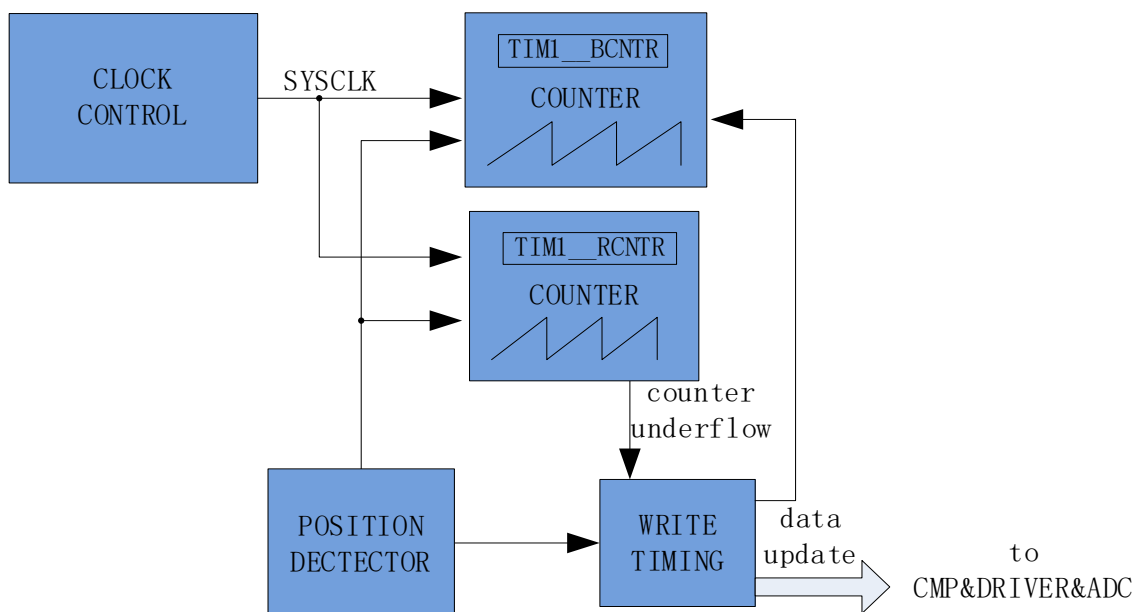 CLOCK
CONTROL
SYSCLK
TIM1__BCNTR
COUNTER
TIM1__RCNTR
COUNTER
counter
underflow
POSITION
DECTECTOR
WRITE
TIMING
data
update
to
CMP&DRIVER&ADC